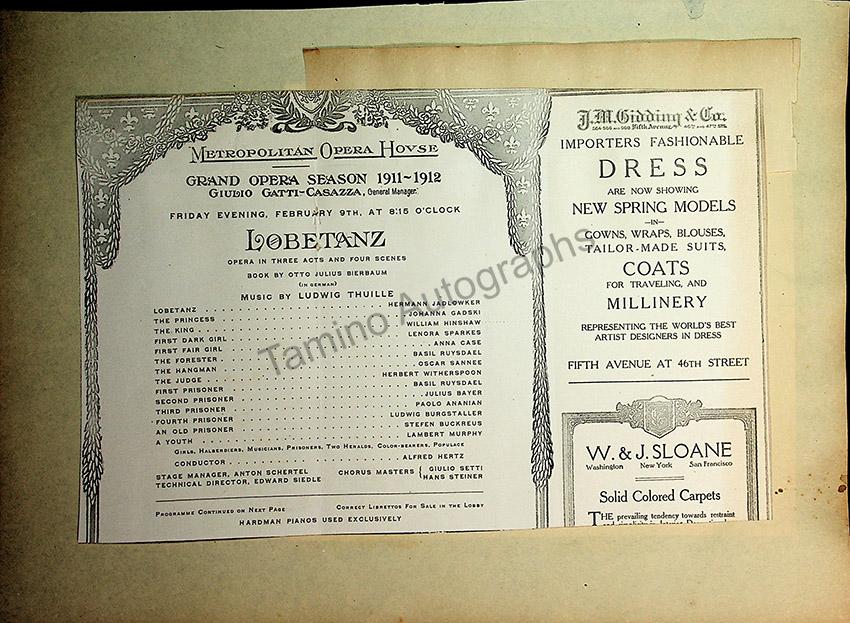 METROPOLITAN OPERA HOVSE
GRAND OPERA SEASON 1911~1912
GIULIO GATTI~CASAZZA, General Manager.
FRIDAY EVENING, FEBRUARY 9TH, AT 8:15 O'CLOCK
LOBETANZ
OPERA IN THREE ACTS AND FOUR SCENES
BOOK BY OTTO JULIUS BIERBAUM
(IN GERMAN)
MUSIC BY LUDWIG THUILLE
LOBETANZ HERMANN JADLOWKER
THE PRINCESS JOHANNA GADSKI
THE KING WILLIAM HINSHAW
FIRST DARK GIRL LENORA SPARKES
FIRST FAIR GIRL ANNA CASE
THE FORESTER BASIL RUYSDAEL
THE HANGMAN OSCAR SANNEE
THE JUDGE HERBERT WITHERSPOON
FIRST PRISONER BASIL RUYSDAEL
SECOND PRISONER JULIUS BAYER
THIRD PRISONER PAOLO ANANIAN
FOURTH PRISONER LUDWIG BURGSTALLER
AN OLD PRISONER STEFEN BUCKREUS
A YOUTH LAMBERT MURPHY
GIRLS, HALBERDIERS, MUSICIANS, PRISONERS, TWO HERALDS, COLOR-BEARERS, POPULACE
CONDUCTOR ALFRED HERTZ
STAGE MANAGER, ANTON SCHERTEL
TECHNICAL DIRECTOR, EDWARD SIEDLE
CHORUS MASTERS { GIULIO SETTI
HANS STEINER
PROGRAMME CONTINUED ON NEXT PAGE CORRECT LIBRETTOS FOR SALE IN THE LOBBY
HARDMAN PIANOS USED EXCLUSIVELY
J.M. Gidding & Co.
564-566 AND 568 Fifth Avenue 46TH AND 47TH STS.
IMPORTERS FASHIONABLE
DRESS
ARE NOW SHOWING
NEW SPRING MODELS
—IN—
GOWNS, WRAPS, BLOUSES,
TAILOR-MADE SUITS,
COATS
FOR TRAVELING, AND
MILLINERY
REPRESENTING THE WORLD'S BEST
ARTIST DESIGNERS IN DRESS
FIFTH AVENUE AT 46TH STREET
W. & J. SLOANE
Washington New York San Francisco
Solid Colored Carpets
THE prevailing tendency towards restraint
Tamino Autographs